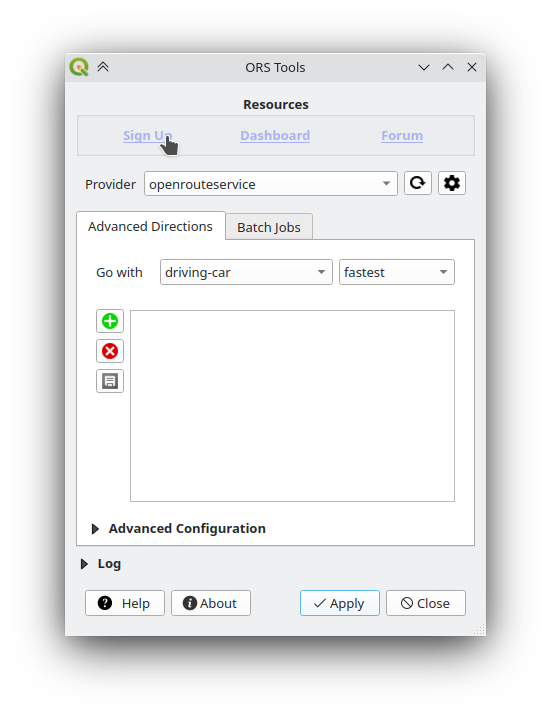 ORS Tools
Resources
Sign Up Dashboard Forum
Provider openrouteservice
Advanced Directions Batch Jobs
Go with driving-car fastest
Advanced Configuration
Log
Help About Apply Close